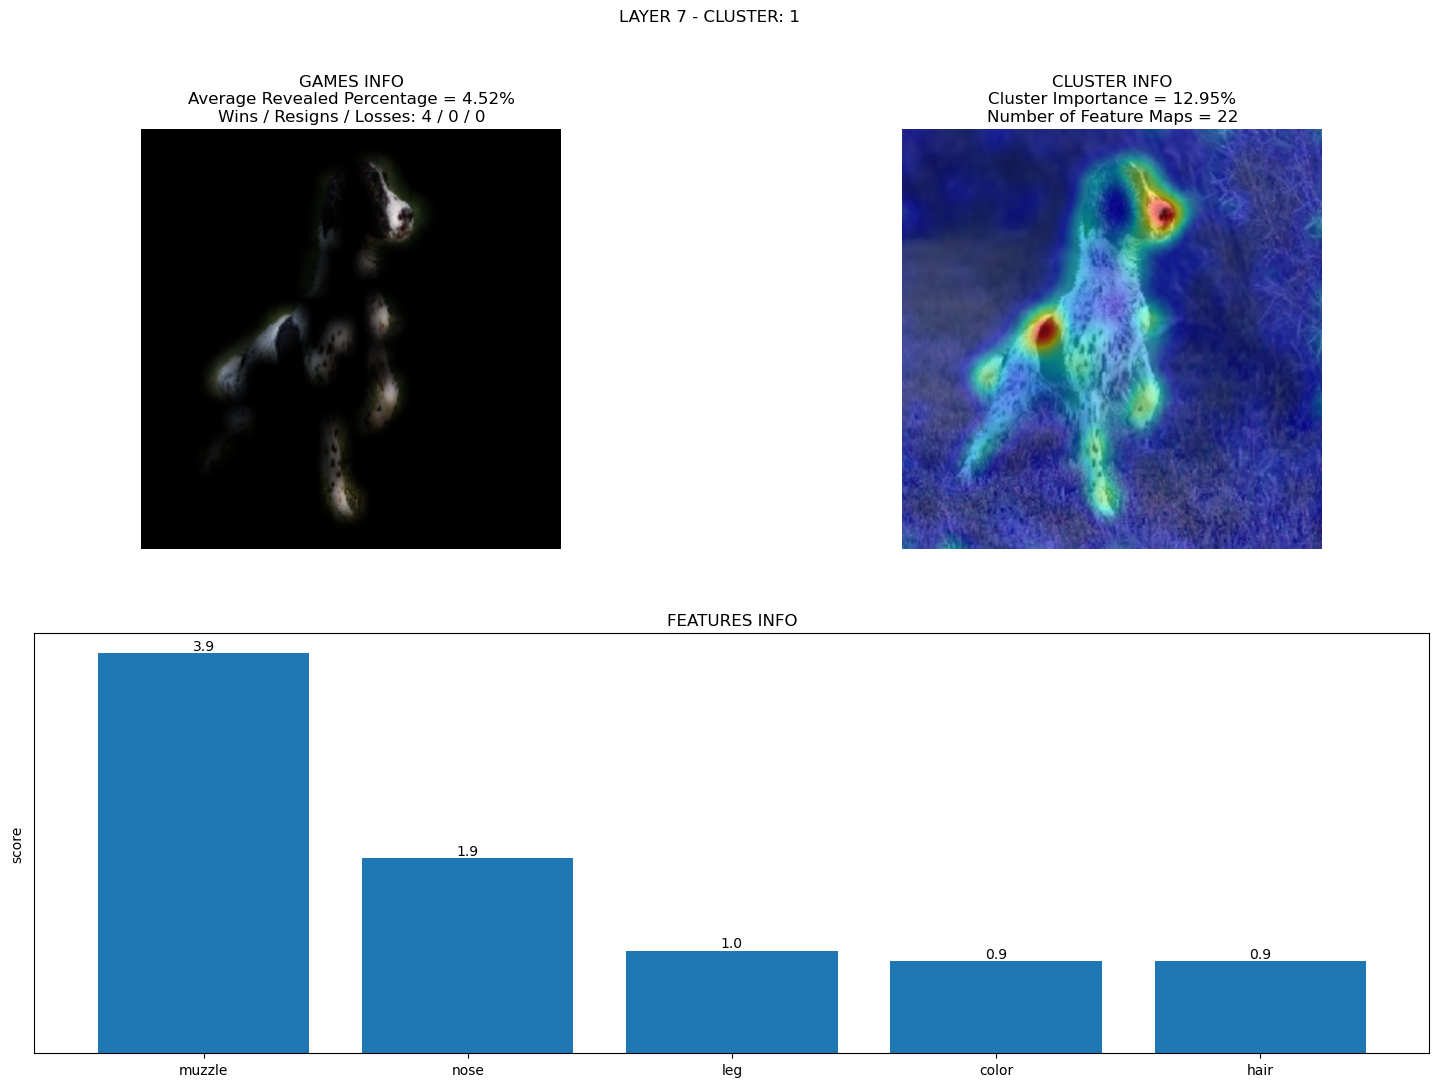 LAYER 7 - CLUSTER: 1
GAMES INFO
Average Revealed Percentage = 4.52%
Wins / Resigns / Losses: 4 / 0 / 0
CLUSTER INFO
Cluster Importance = 12.95%
Number of Feature Maps = 22
FEATURES INFO
score
3.9
1.9
1.0
0.9
0.9
muzzle
nose
leg
color
hair